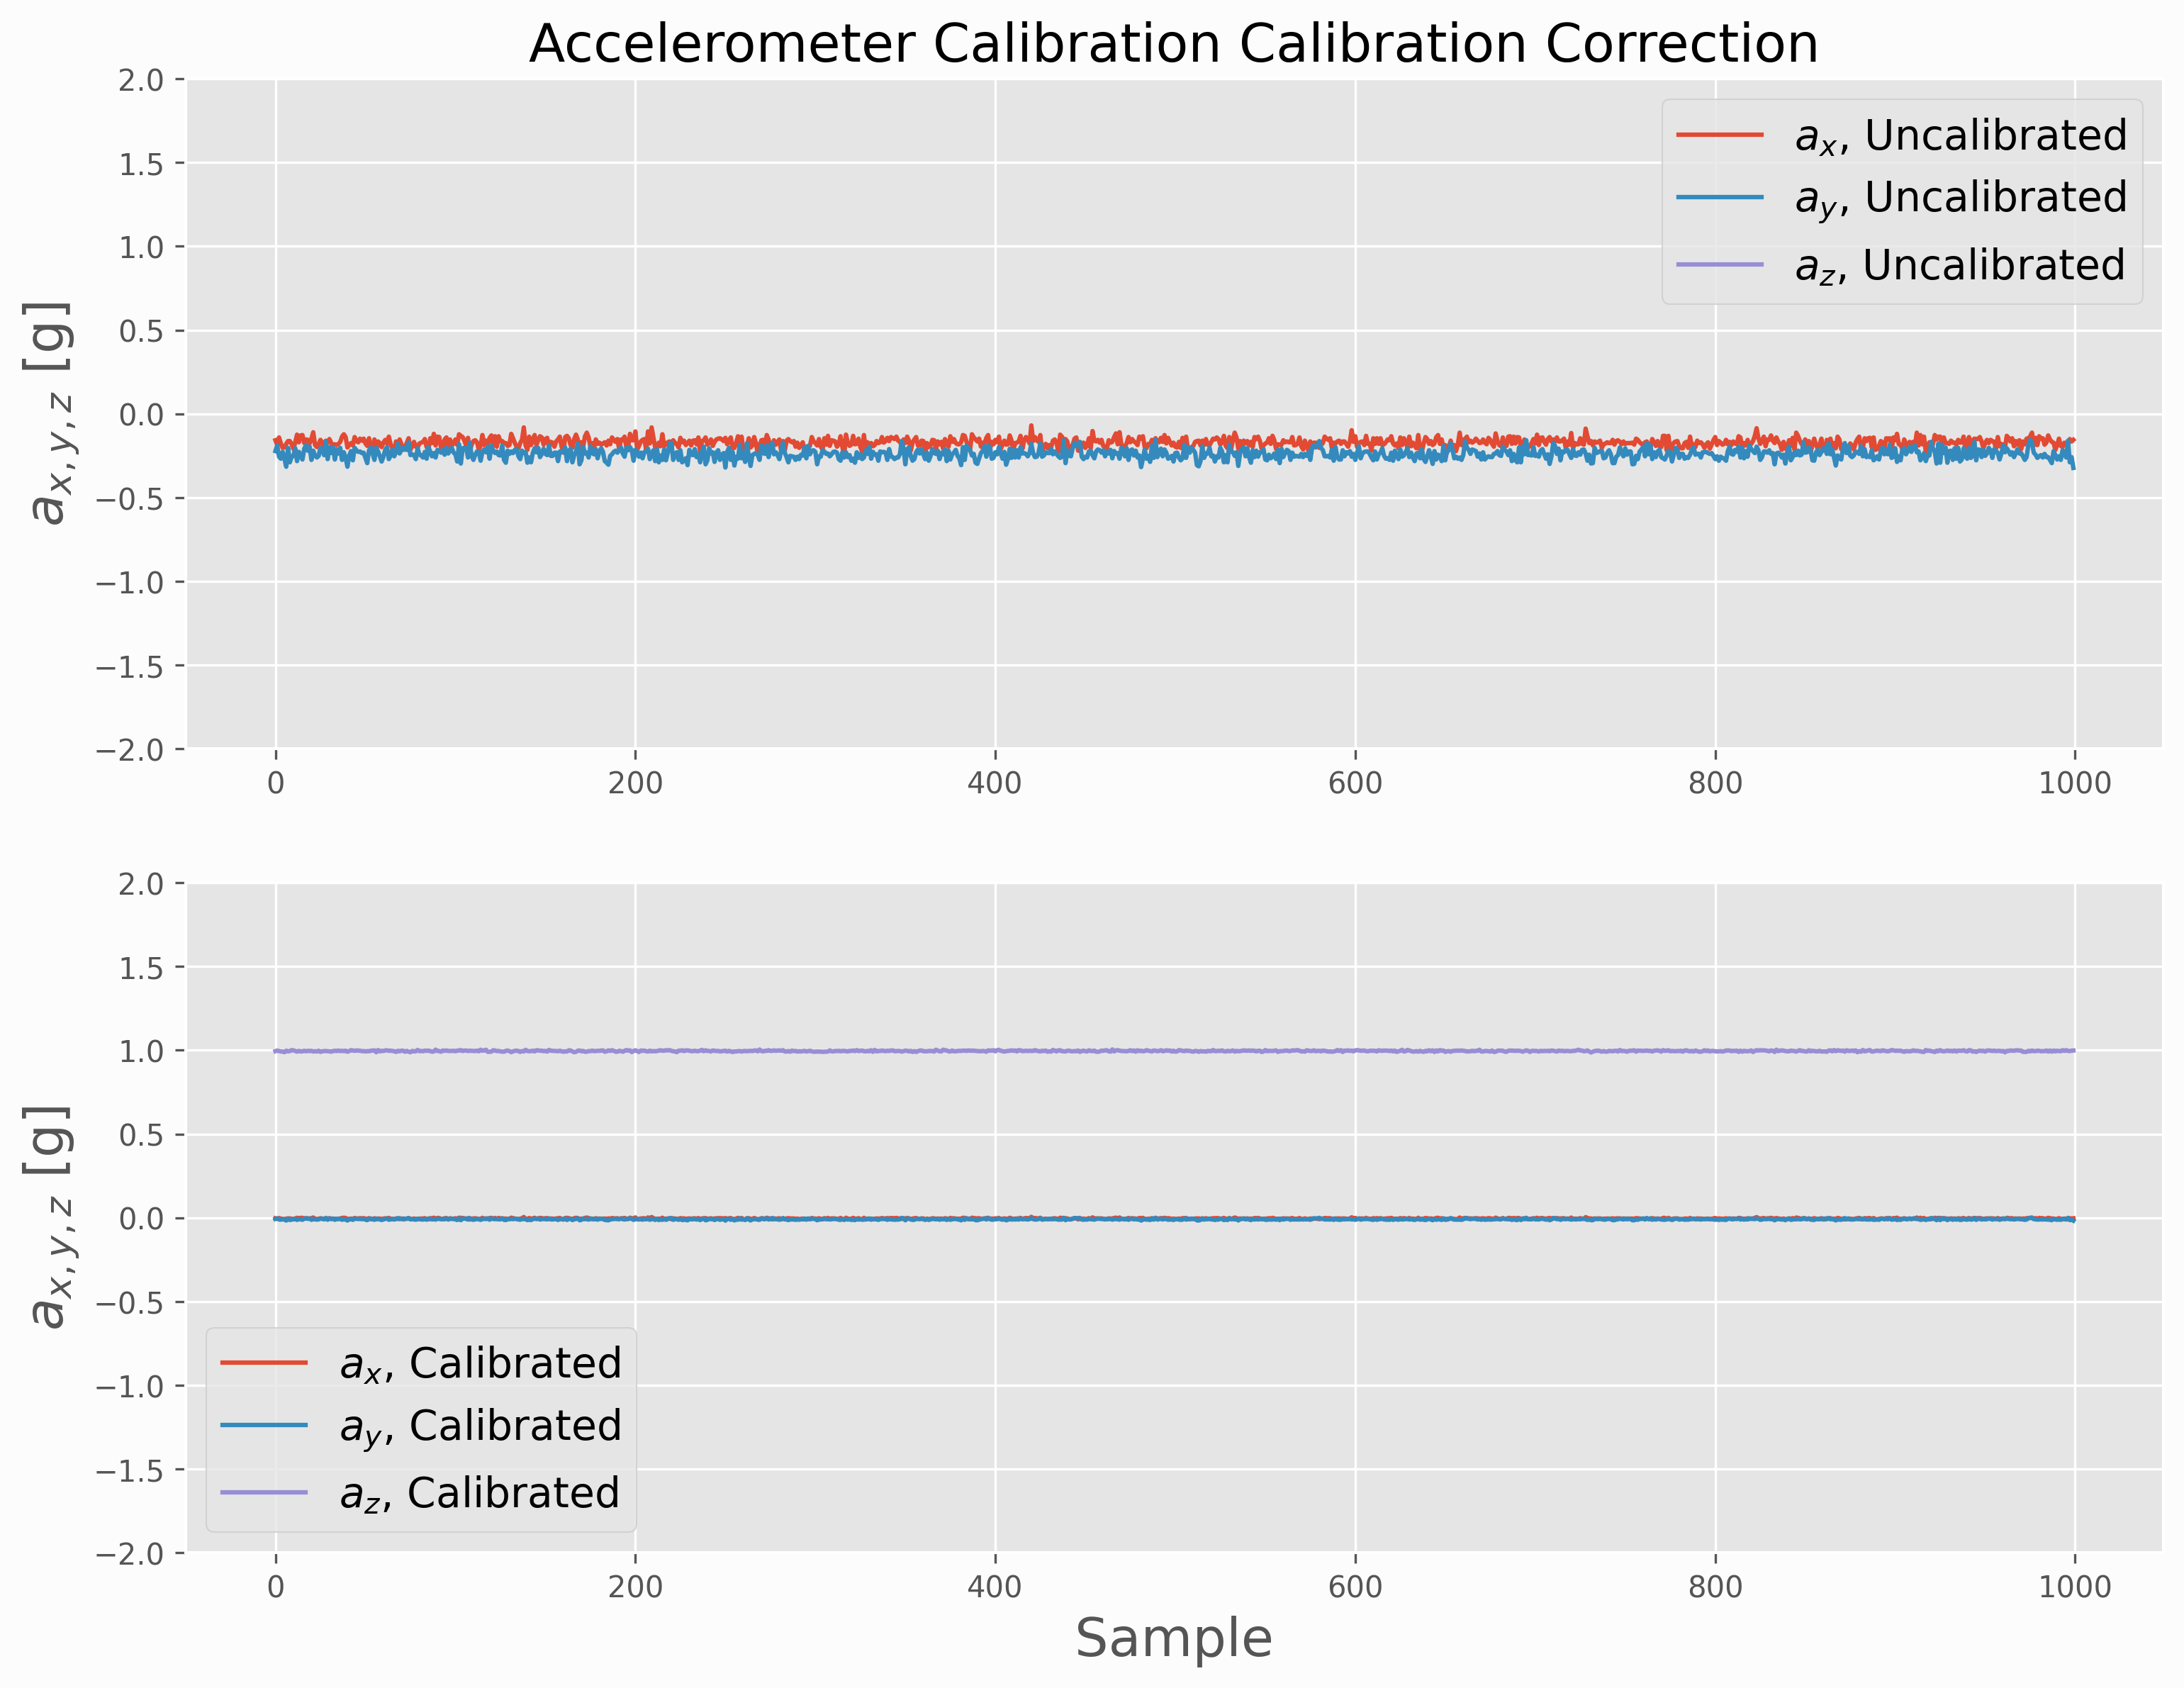 Accelerometer Calibration Calibration Correction
2.0
1.5
1.0
0.5
0.0
−0.5
−1.0
−1.5
−2.0
a_x,y,z [g]
a_x, Uncalibrated
a_y, Uncalibrated
a_z, Uncalibrated
0 200 400 600 800 1000
2.0
1.5
1.0
0.5
0.0
−0.5
−1.0
−1.5
−2.0
a_x,y,z [g]
a_x, Calibrated
a_y, Calibrated
a_z, Calibrated
0 200 400 600 800 1000
Sample